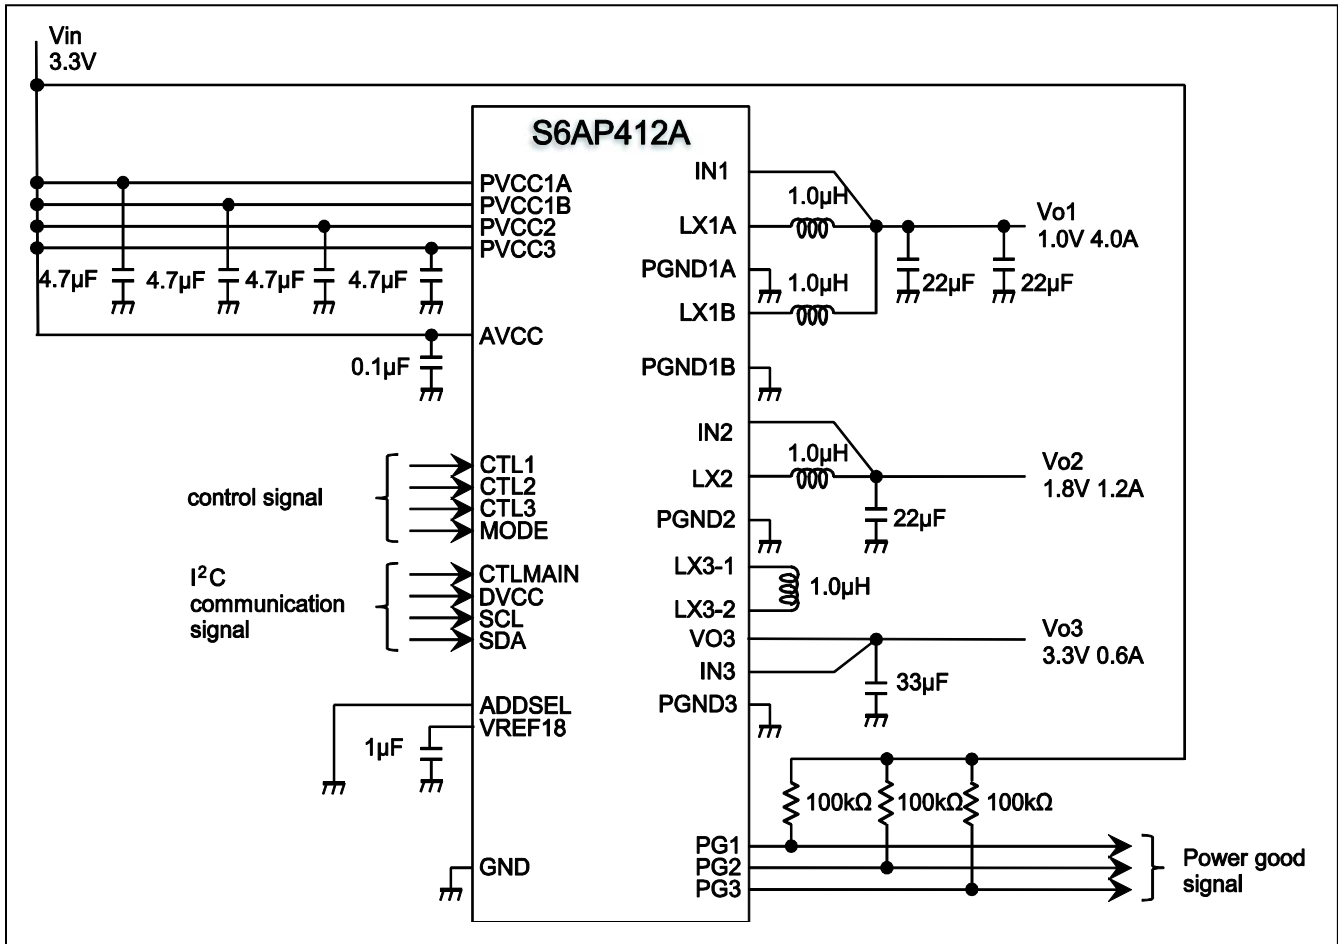 Vin
3.3V
S6AP412A
PVCC1A
PVCC1B
PVCC2
PVCC3
4.7µF
4.7µF
4.7µF
4.7µF
AVCC
0.1µF
control signal
CTL1
CTL2
CTL3
MODE
I²C
communication
signal
CTLMAIN
DVCC
SCL
SDA
ADDSEL
VREF18
1µF
GND
IN1
1.0µH
LX1A
Vo1
1.0V 4.0A
PGND1A
22µF
22µF
1.0µH
LX1B
PGND1B
IN2
1.0µH
LX2
Vo2
1.8V 1.2A
PGND2
22µF
LX3-1
1.0µH
LX3-2
VO3
Vo3
3.3V 0.6A
IN3
33µF
PGND3
100kΩ
100kΩ
100kΩ
PG1
PG2
PG3
Power good
signal